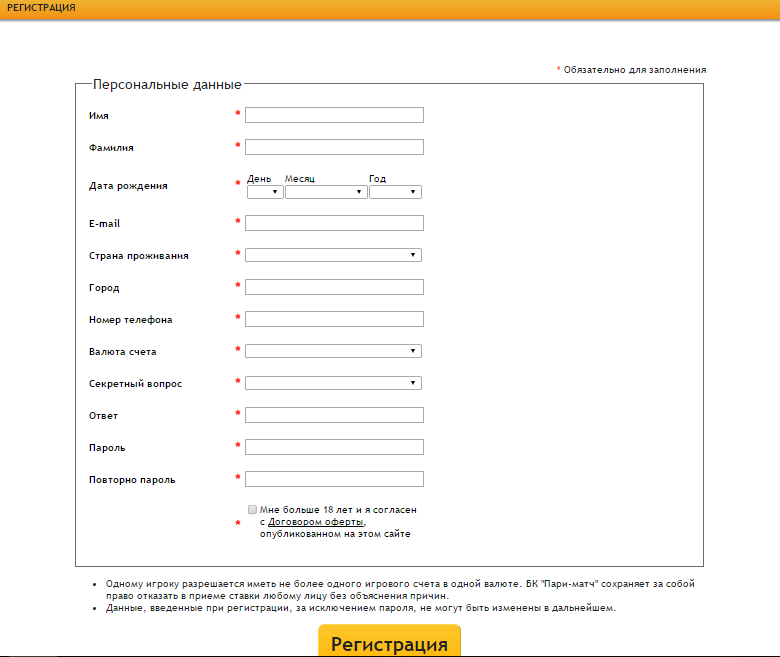 РЕГИСТРАЦИЯ
* Обязательно для заполнения
Персональные данные
Имя *
Фамилия *
День Месяц Год
Дата рождения *
E-mail *
Страна проживания *
Город *
Номер телефона *
Валюта счета *
Секретный вопрос *
Ответ *
Пароль *
Повторно пароль *
Мне больше 18 лет и я согласен
* с Договором оферты,
опубликованном на этом сайте
• Одному игроку разрешается иметь не более одного игрового счета в одной валюте. БК "Пари-матч" сохраняет за собой
право отказать в приеме ставки любому лицу без объяснения причин.
• Данные, введенные при регистрации, за исключением пароля, не могут быть изменены в дальнейшем.
Регистрация